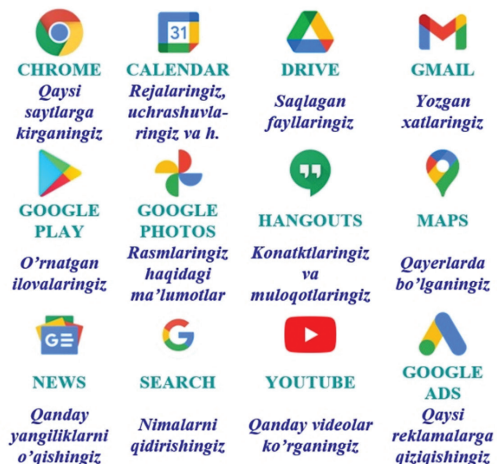 31
CHROME
Qaysi
saytlarga
kirganingiz
CALENDAR
Rejalaringiz,
uchrashuvla-
ringiz va h.
DRIVE
Saqlagan
fayllaringiz
GMAIL
Yozgan
xatlaringiz
GOOGLE
PLAY
O’rnatgan
ilovalaringiz
GOOGLE
PHOTOS
Rasmlaringiz
haqidagi
ma’lumotlar
HANGOUTS
Konatktlaringiz
va
muloqotlaringiz
MAPS
Qayerlarda
bo’lganingiz
G
NEWS
Qanday
yangiliklarni
o’qishingiz
G
SEARCH
Nimalarni
qidirishingiz
YOUTUBE
Qanday videolar
ko’rganingiz
GOOGLE
ADS
Qaysi
reklamalarga
qiziqishingiz